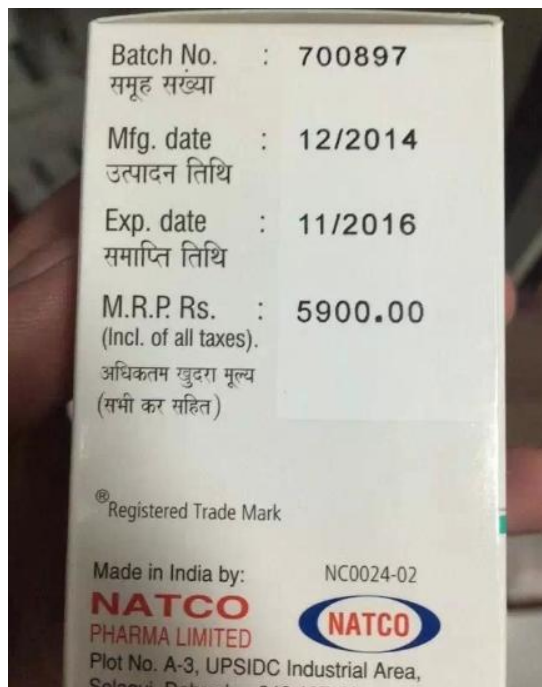 Batch No. : 700897
समूह सख्या
Mfg. date : 12/2014
उत्पादन तिथि
Exp. date : 11/2016
समाप्ति तिथि
M.R.P. Rs. : 5900.00
(Incl. of all taxes).
अधिकतम खुदरा मूल्य
(सभी कर सहित)
®Registered Trade Mark
Made in India by: NC0024-02
NATCO
PHARMA LIMITED
NATCO
Plot No. A-3, UPSIDC Industrial Area,